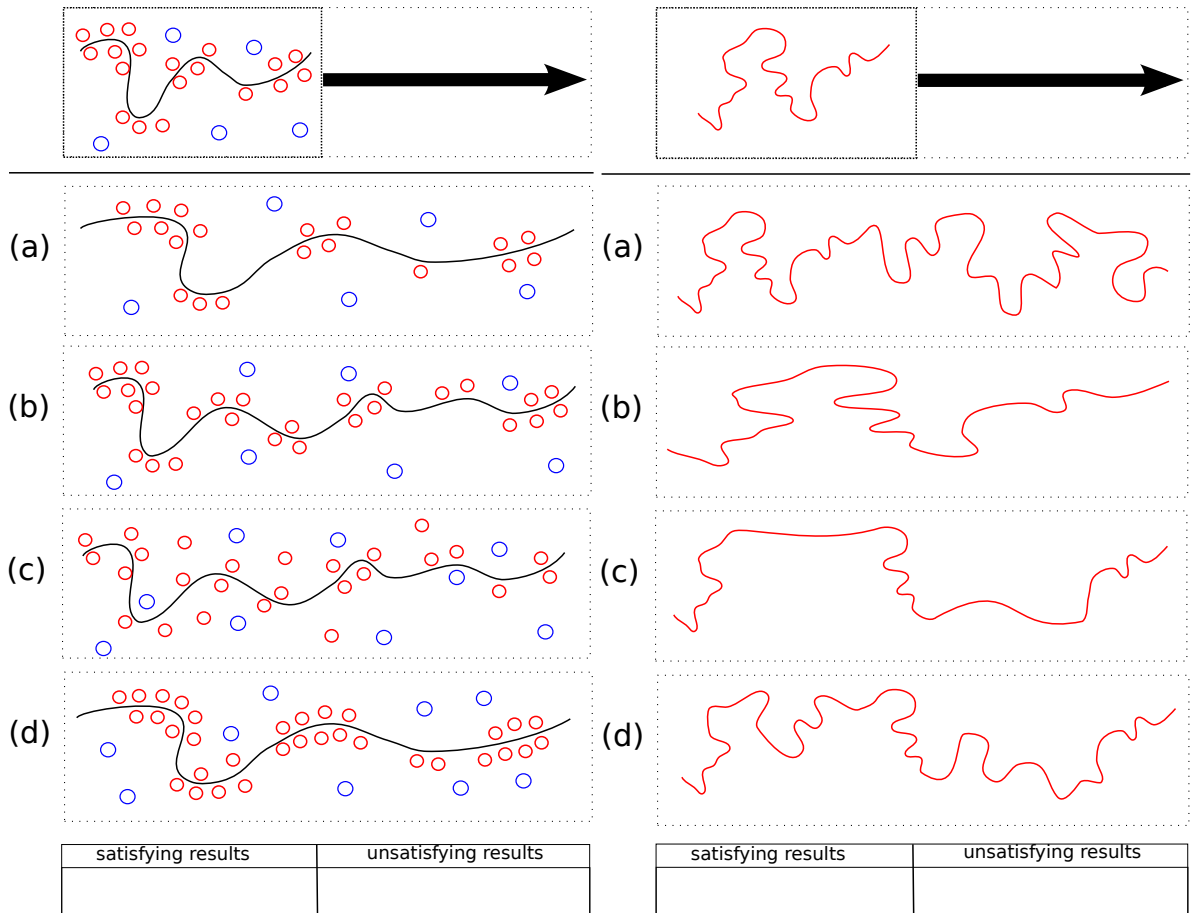 (a)
(a)
(b)
(b)
(c)
(c)
(d)
(d)
satisfying results unsatisfying results
satisfying results unsatisfying results